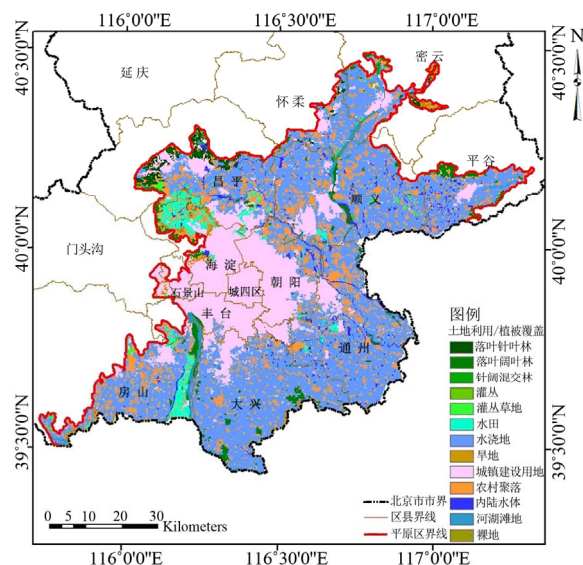 116°0'0"E 116°30'0"E 117°0'0"E
N
40°30'0"N 40°30'0"N
密云
延庆
怀柔
平谷
昌平
顺义
40°0'0"N 40°0'0"N
门头沟
海淀
石景山 城四区 朝阳
丰台
通州
房山
大兴
39°30'0"N 39°30'0"N
图例
土地利用/植被覆盖
落叶针叶林
落叶阔叶林
针阔混交林
灌丛
灌丛草地
水田
水浇地
旱地
城镇建设用地
农村聚落
内陆水体
河湖滩地
裸地
北京市市界
区县界线
平原区界线
0 5 10 20 30
Kilometers
116°0'0"E 116°30'0"E 117°0'0"E